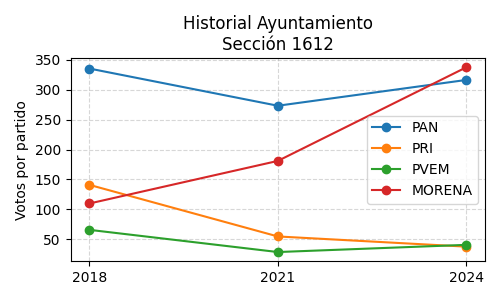 Historial Ayuntamiento
Sección 1612
Votos por partido
350
300
250
200
150
100
50
2018
2021
2024
PAN
PRI
PVEM
MORENA